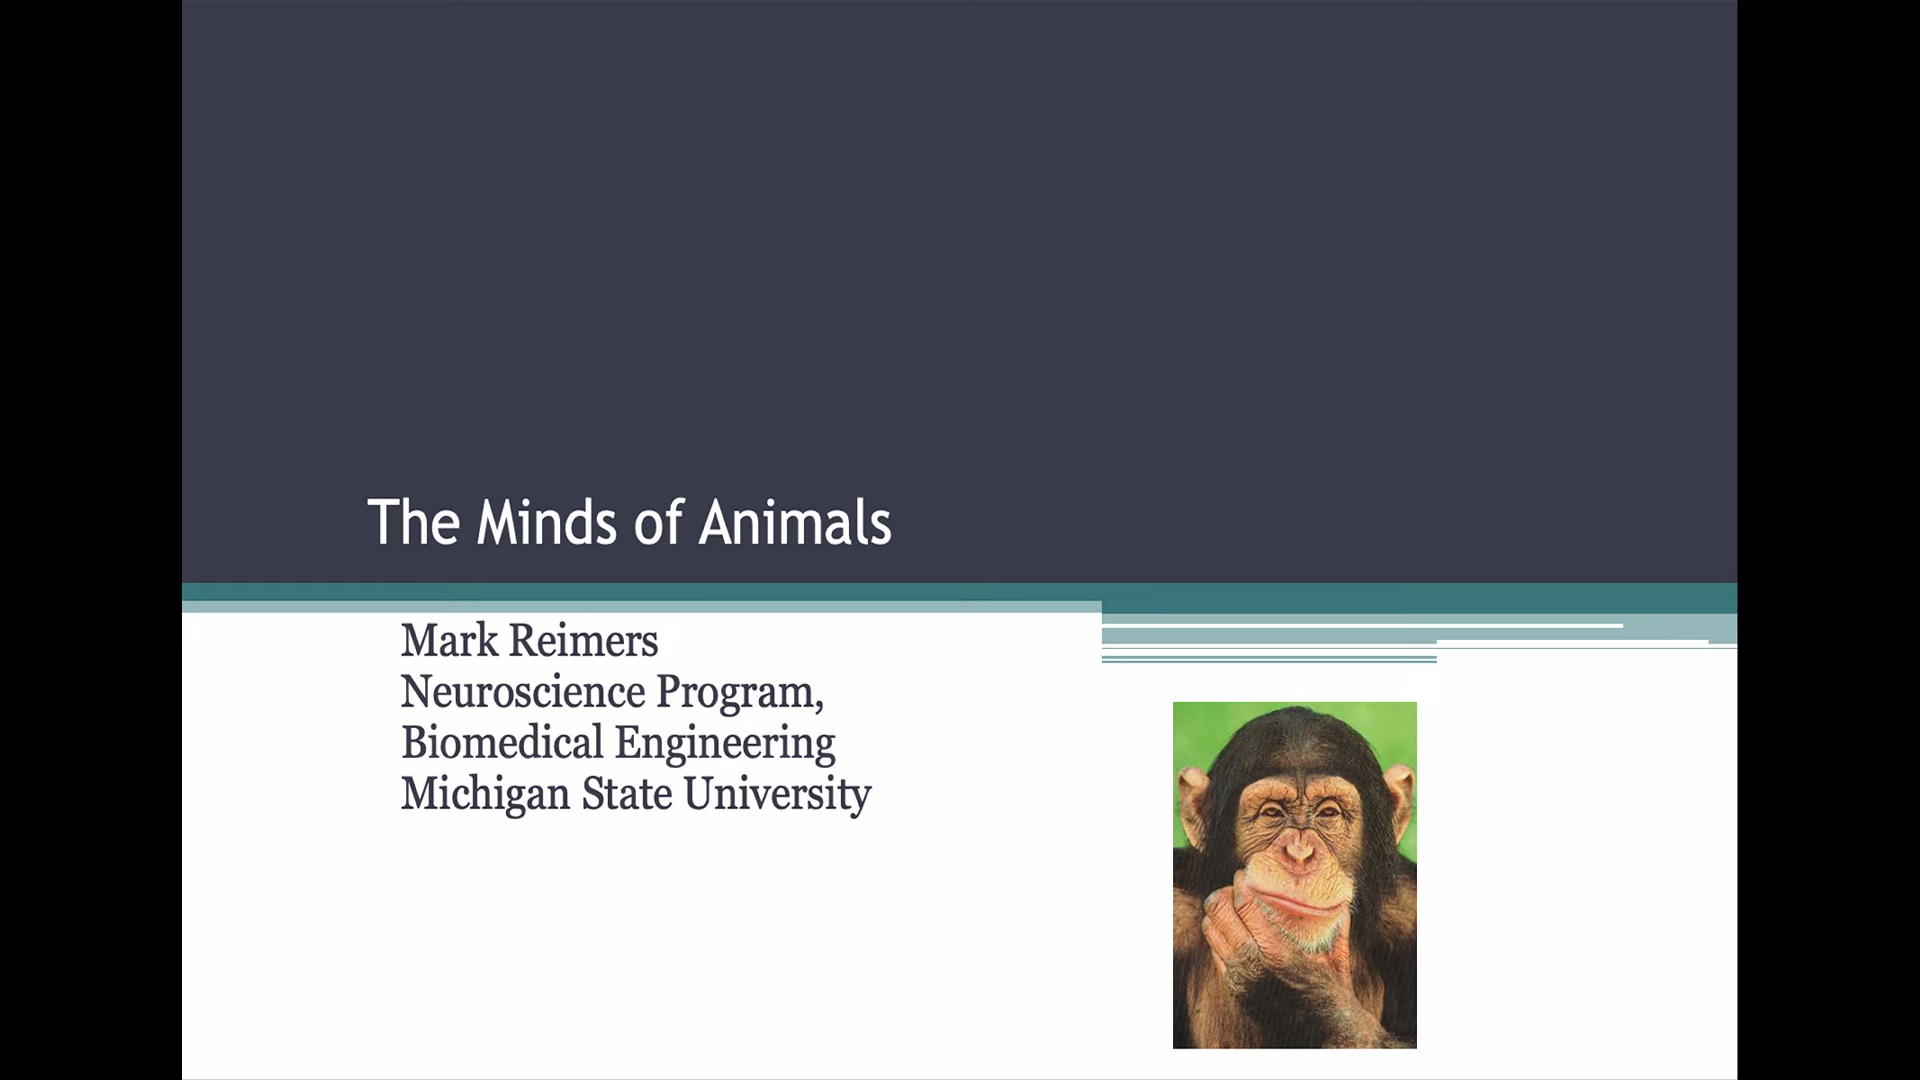 The Minds of Animals
Mark Reimers
Neuroscience Program,
Biomedical Engineering
Michigan State University